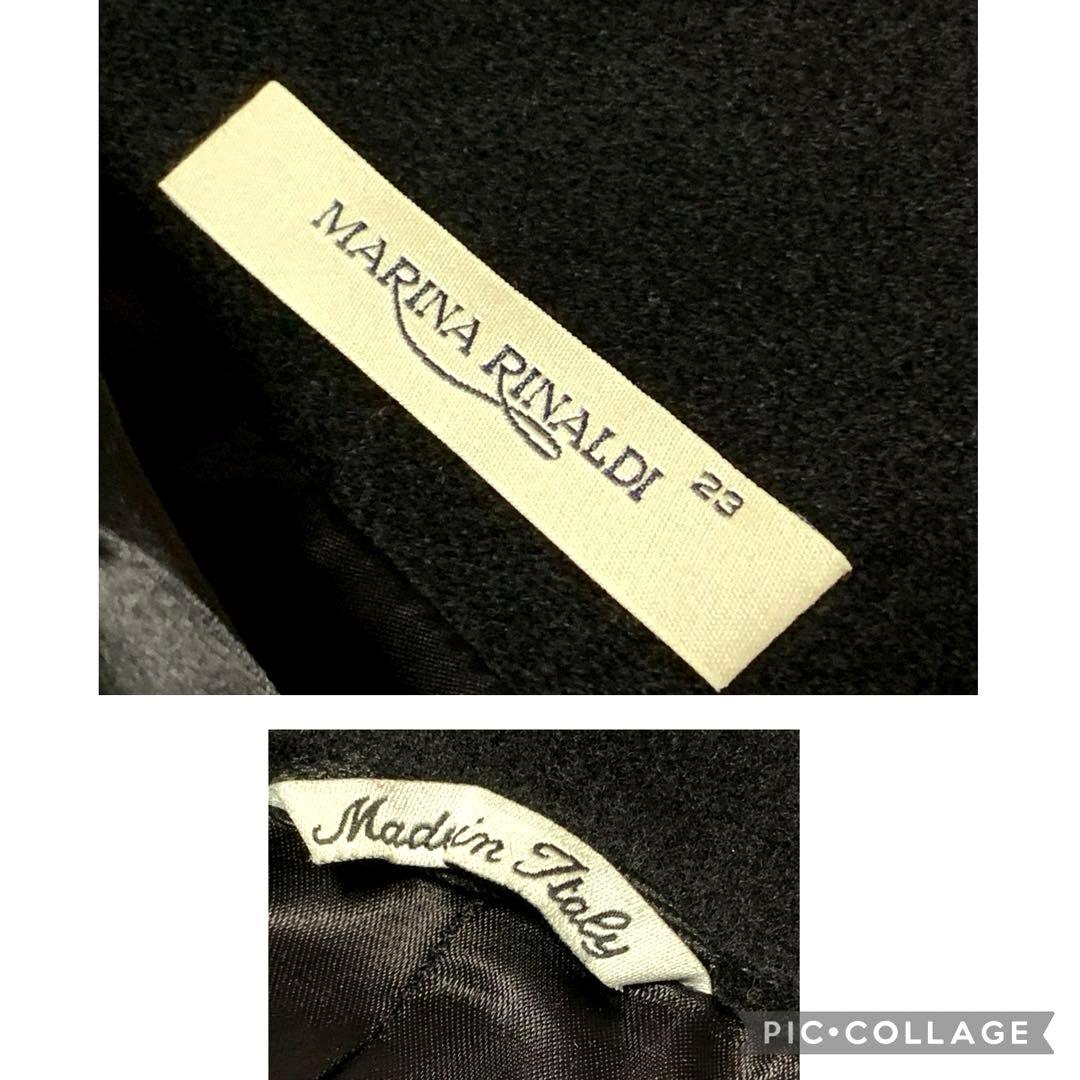 MARINA RINALDI 23
Made in Italy
PIC•COLLAGE